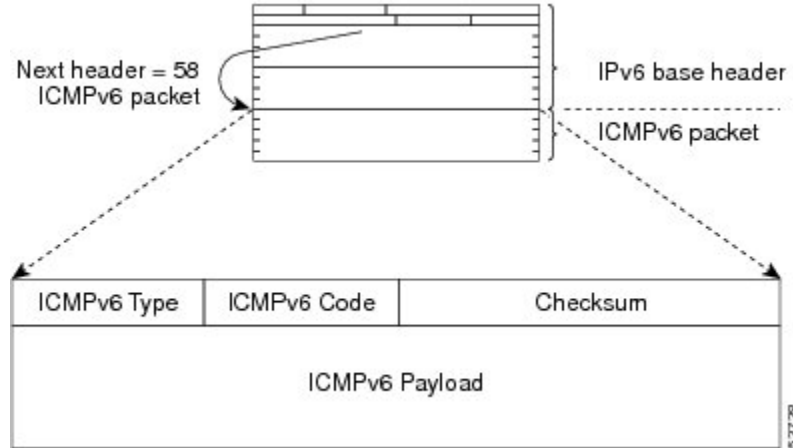 Next header = 58
ICMPv6 packet
IPv6 base header
ICMPv6 packet
ICMPv6 Type
ICMPv6 Code
Checksum
ICMPv6 Payload